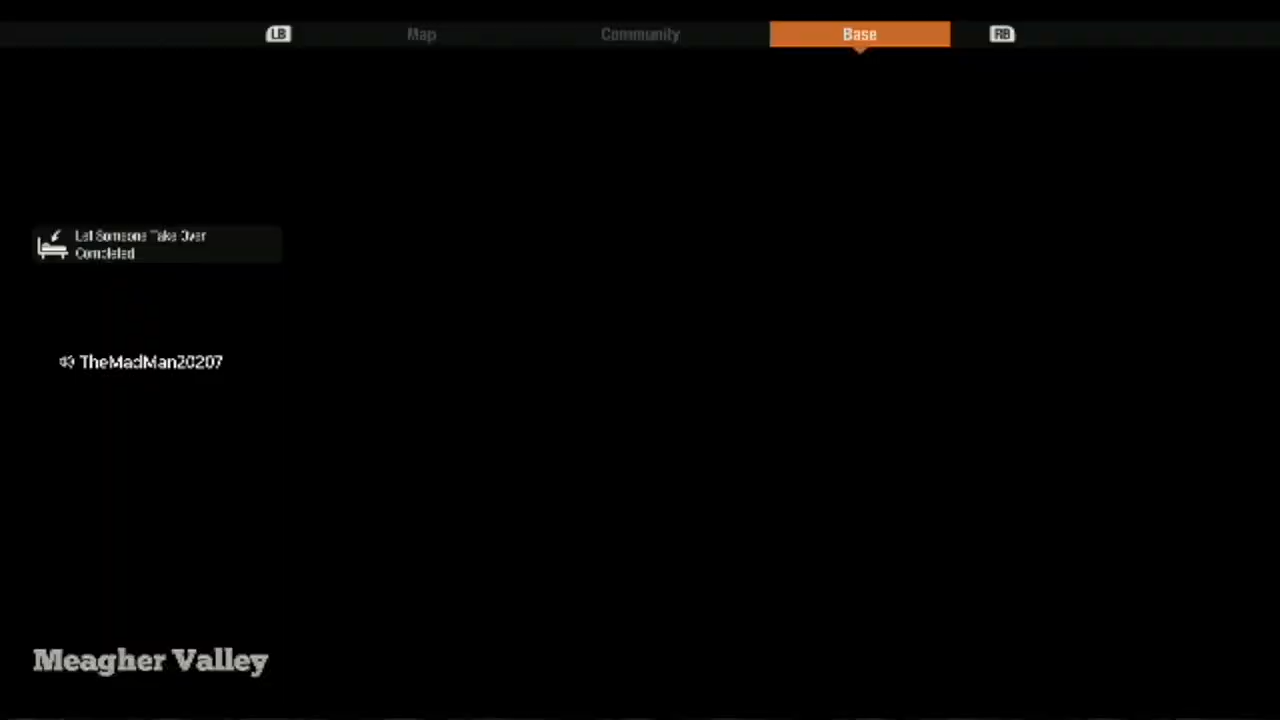 LB Map Community Base RB
Let Someone Take Over
Completed
TheMadMan20207
Meagher Valley